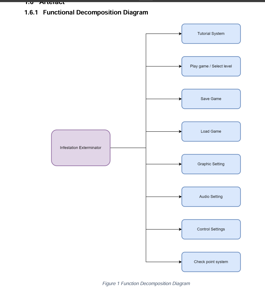 1.6 Artefact
1.6.1 Functional Decomposition Diagram
Tutorial System
Play game / Select level
Save Game
Infestation Exterminator
Load Game
Graphic Setting
Audio Setting
Control Settings
Check point system
Figure 1 Function Decomposition Diagram